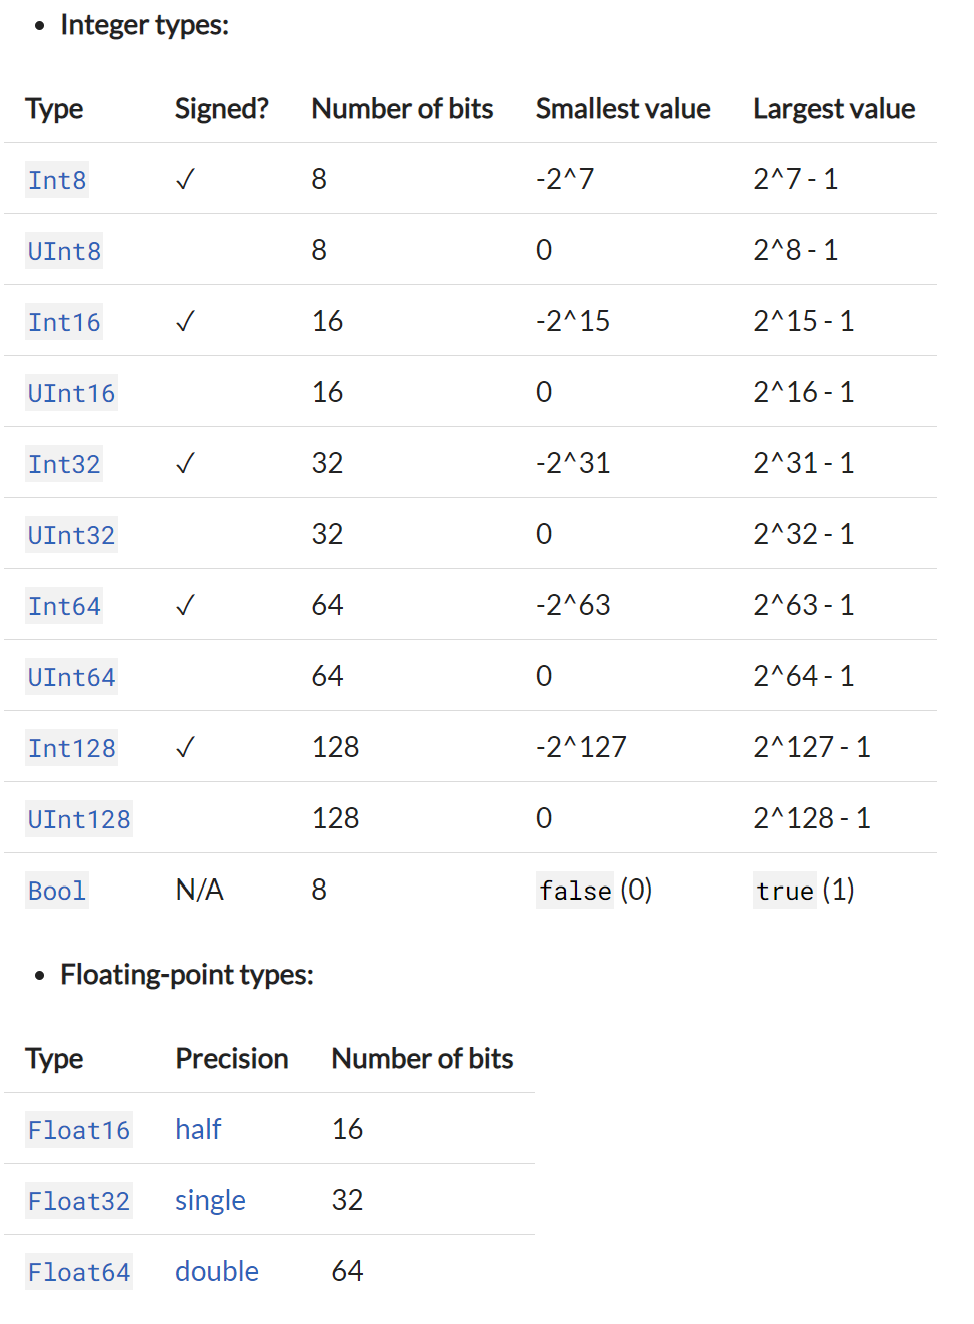 • Integer types:
Type Signed? Number of bits Smallest value Largest value
Int8 ✓ 8 -2^7 2^7 - 1
UInt8 8 0 2^8 - 1
Int16 ✓ 16 -2^15 2^15 - 1
UInt16 16 0 2^16 - 1
Int32 ✓ 32 -2^31 2^31 - 1
UInt32 32 0 2^32 - 1
Int64 ✓ 64 -2^63 2^63 - 1
UInt64 64 0 2^64 - 1
Int128 ✓ 128 -2^127 2^127 - 1
UInt128 128 0 2^128 - 1
Bool N/A 8 false (0) true (1)
• Floating-point types:
Type Precision Number of bits
Float16 half 16
Float32 single 32
Float64 double 64